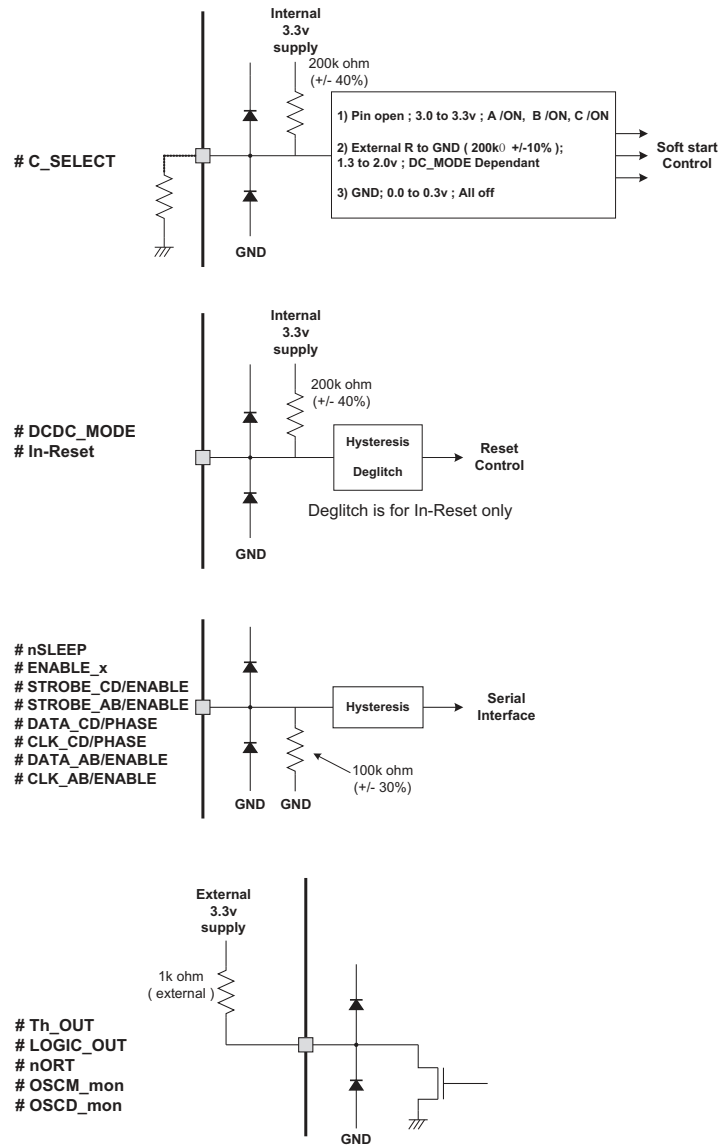 Internal
3.3v
supply
200k ohm
(+/- 40%)
# C_SELECT
1) Pin open ; 3.0 to 3.3v ; A /ON, B /ON, C /ON
2) External R to GND ( 200k0 +/-10% );
1.3 to 2.0v ; DC_MODE Dependant
3) GND; 0.0 to 0.3v ; All off
Soft start
Control
GND
Internal
3.3v
supply
200k ohm
(+/- 40%)
# DCDC_MODE
# In-Reset
Hysteresis
Deglitch
Reset
Control
Deglitch is for In-Reset only
GND
# nSLEEP
# ENABLE_x
# STROBE_CD/ENABLE
# STROBE_AB/ENABLE
# DATA_CD/PHASE
# CLK_CD/PHASE
# DATA_AB/ENABLE
# CLK_AB/ENABLE
Hysteresis
Serial
Interface
GND
GND
100k ohm
(+/- 30%)
External
3.3v
supply
1k ohm
( external )
# Th_OUT
# LOGIC_OUT
# nORT
# OSCM_mon
# OSCD_mon
GND